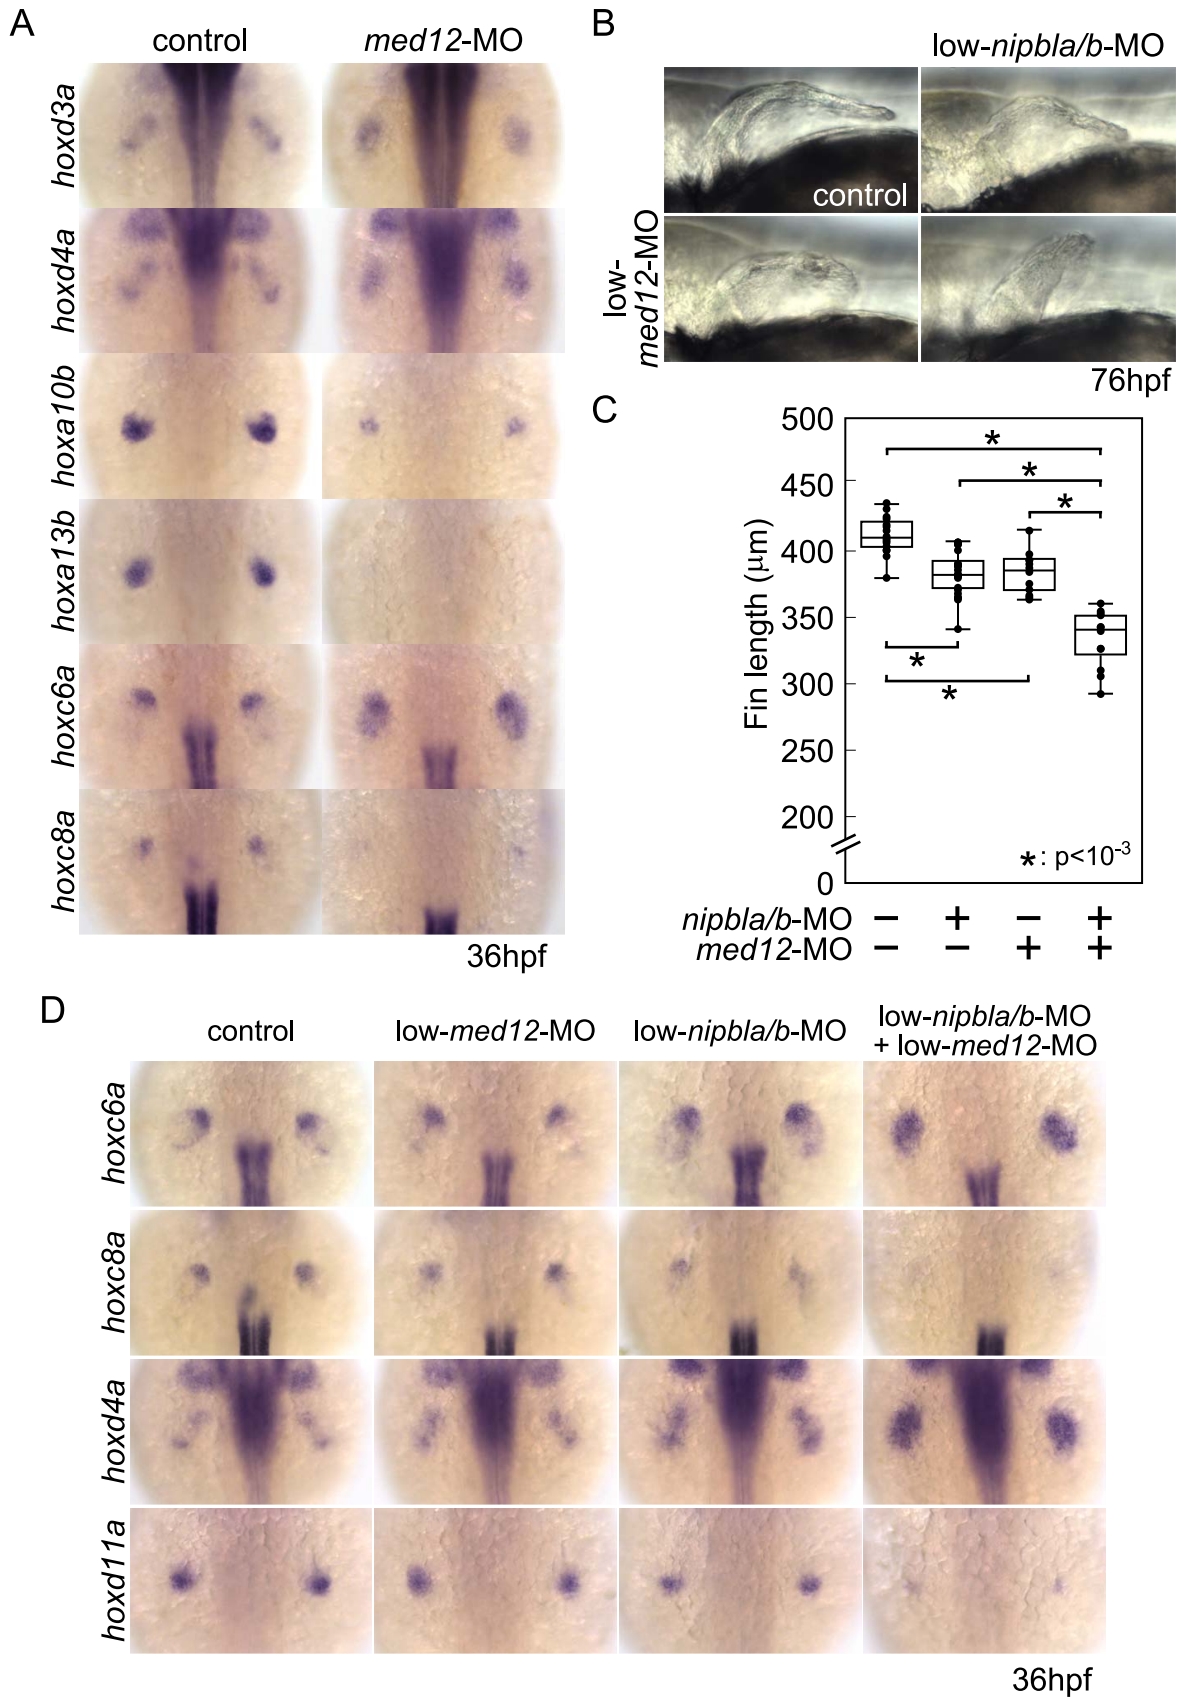 A
control med12-MO
hoxd3a
hoxd4a
hoxa10b
hoxa13b
hoxc6a
hoxc8a
36hpf
B
low-nipbla/b-MO
control
low-
med12-MO
76hpf
C
Fin length (μm)
500
450
400
350
300
250
200
0
*
*
*
*
*
*: p<10-3
nipbla/b-MO − + − +
med12-MO − − + +
D
control low-med12-MO low-nipbla/b-MO low-nipbla/b-MO
+ low-med12-MO
hoxc6a
hoxc8a
hoxd4a
hoxd11a
36hpf